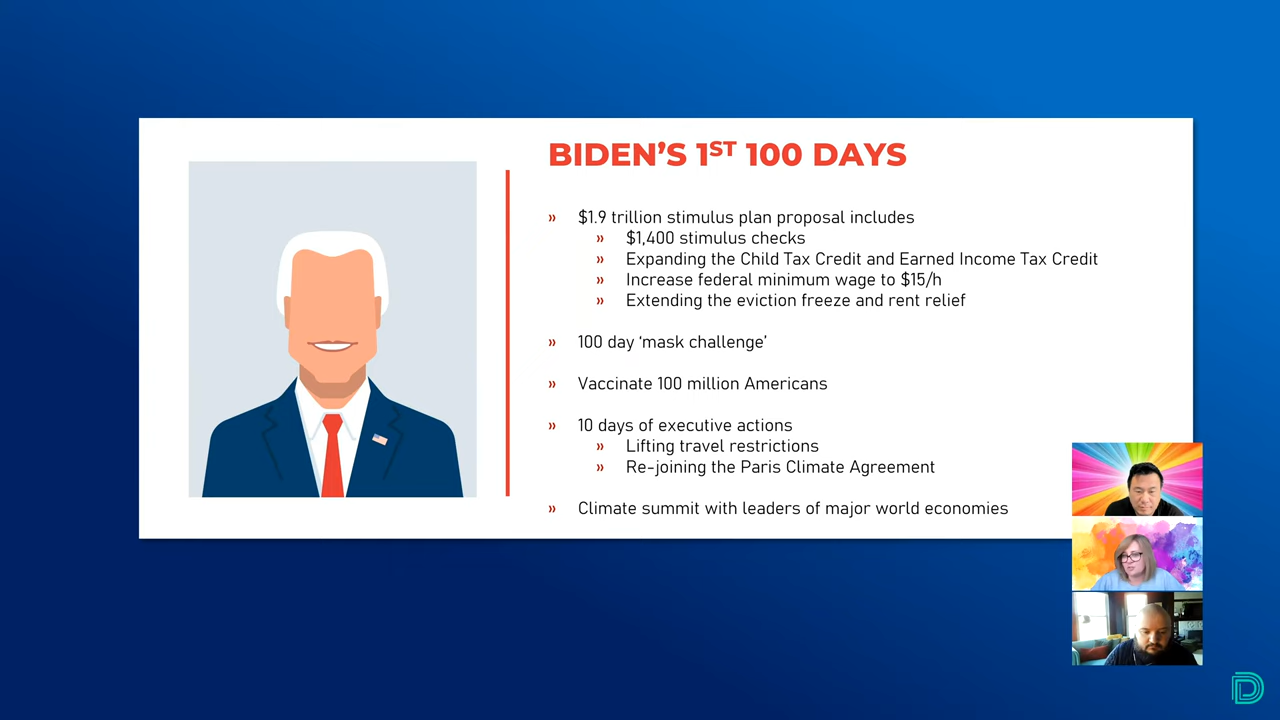 BIDEN'S 1ST 100 DAYS
» $1.9 trillion stimulus plan proposal includes
» $1,400 stimulus checks
» Expanding the Child Tax Credit and Earned Income Tax Credit
» Increase federal minimum wage to $15/h
» Extending the eviction freeze and rent relief
» 100 day ‘mask challenge’
» Vaccinate 100 million Americans
» 10 days of executive actions
» Lifting travel restrictions
» Re-joining the Paris Climate Agreement
» Climate summit with leaders of major world economies